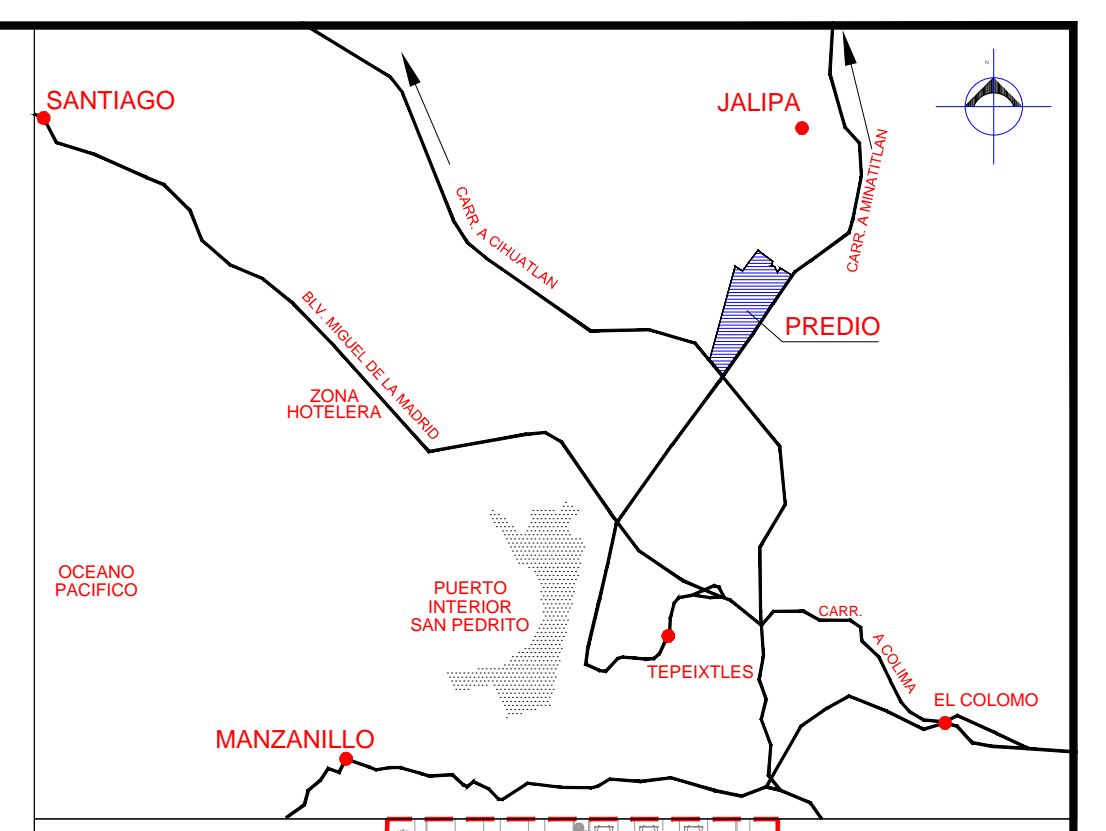 N
SANTIAGO
JALIPA
CARR. A MINATITLAN
CARR. A CIHUATLAN
BLV. MIGUEL DE LA MADRID
PREDIO
ZONA
HOTELERA
OCEANO
PACIFICO
PUERTO
INTERIOR
SAN PEDRITO
CARR.
A COLIMA
TEPEIXTLES
EL COLOMO
MANZANILLO